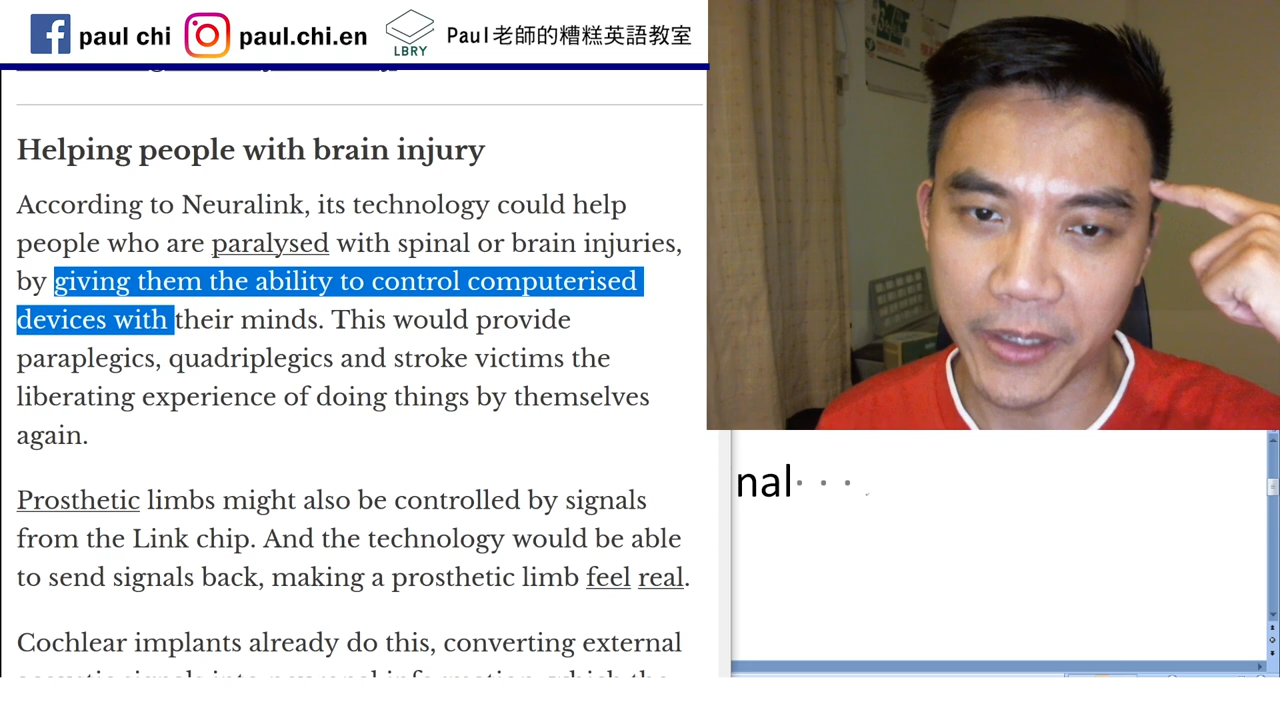 paul chi paul.chi.en LBRY Paul老師的糟糕英語教室
Helping people with brain injury
According to Neuralink, its technology could help
people who are paralysed with spinal or brain injuries,
by giving them the ability to control computerised
devices with their minds. This would provide
paraplegics, quadriplegics and stroke victims the
liberating experience of doing things by themselves
again.
Prosthetic limbs might also be controlled by signals
from the Link chip. And the technology would be able
to send signals back, making a prosthetic limb feel real.
Cochlear implants already do this, converting external
nal